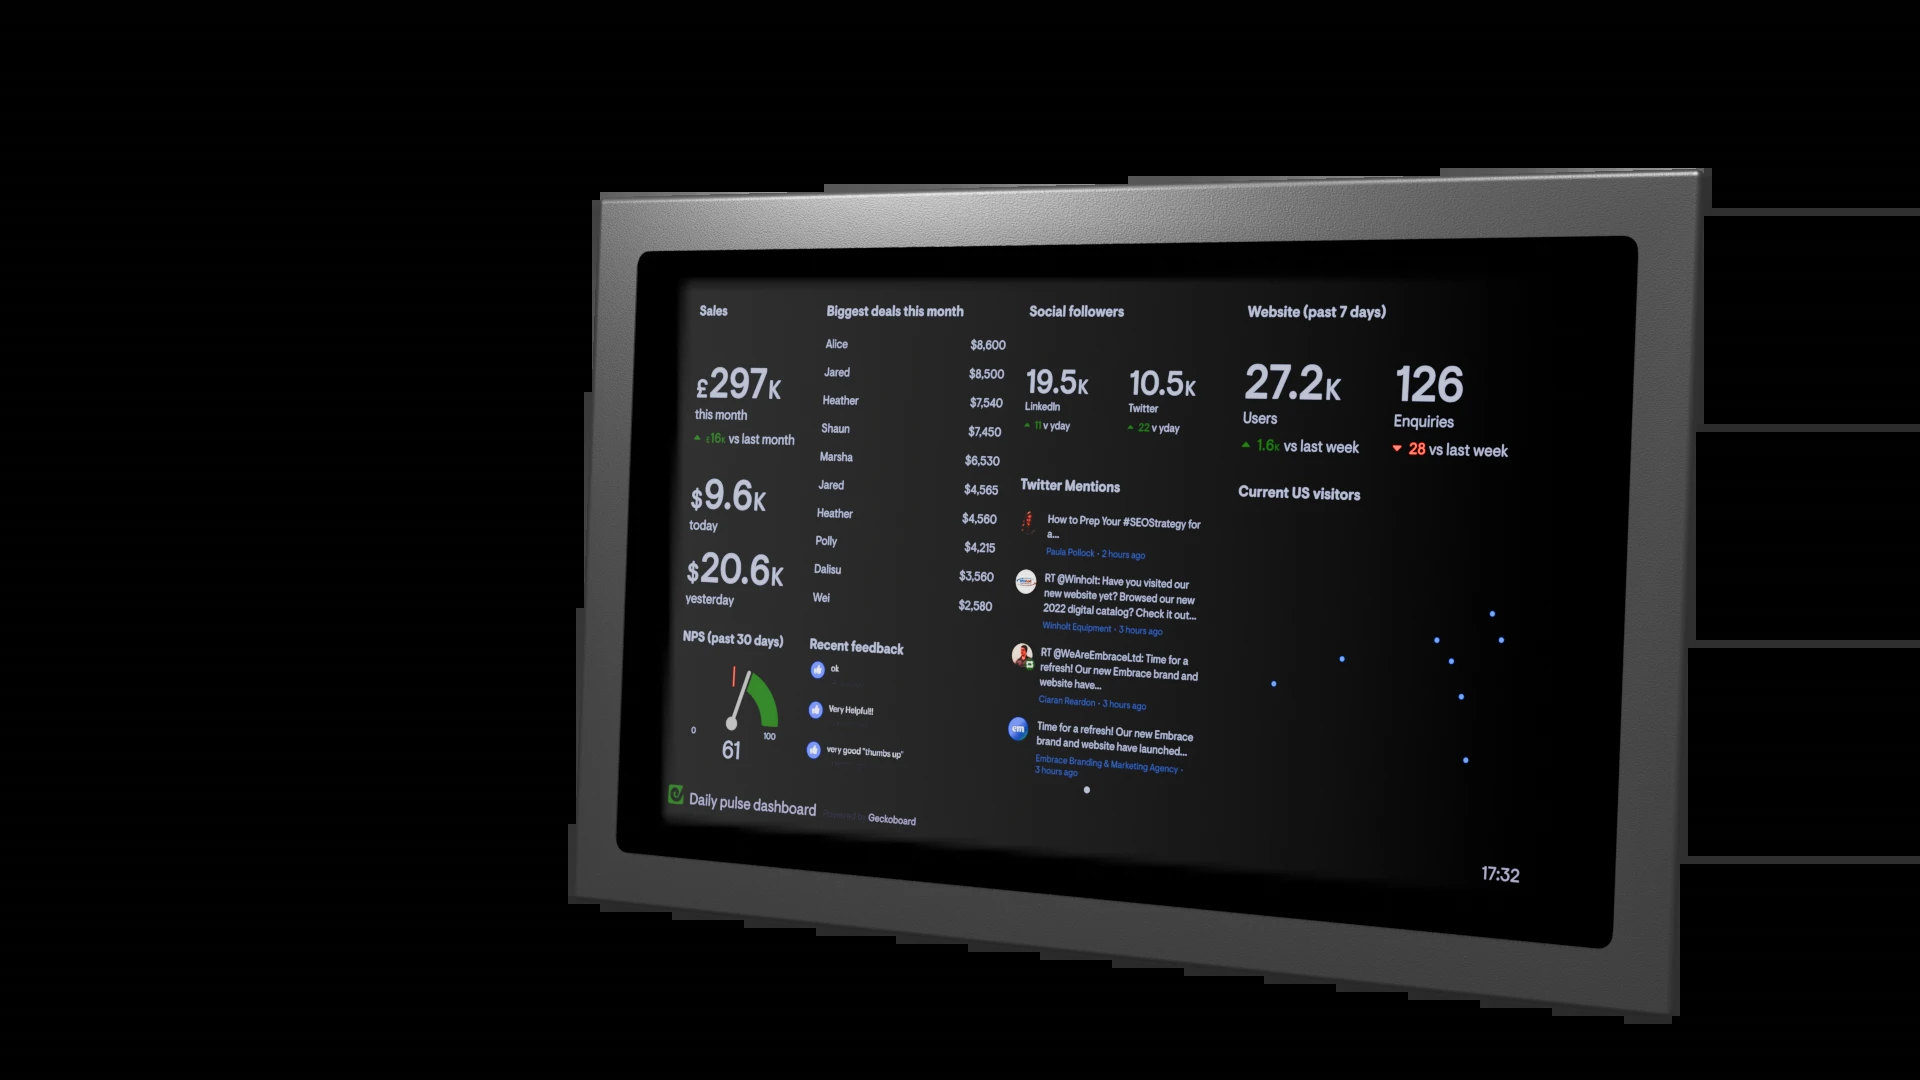 Sales
£297K
this month
£16K vs last month
$9.6K
today
$20.6K
yesterday
NPS (past 30 days)
0
100
61
Biggest deals this month
Alice $8,600
Jared $8,500
Heather $7,540
Shaun $7,450
Marsha $6,530
Jared $4,565
Heather $4,560
Polly $4,215
Dalisu $3,560
Wei $2,580
Recent feedback
ok
Very Helpful!!
very good "thumbs up"
Social followers
19.5K
LinkedIn
11 v yday
10.5K
Twitter
22 v yday
Twitter Mentions
How to Prep Your #SEOStrategy for
a...
Paula Pollock - 2 hours ago
RT @Winholt: Have you visited our
new website yet? Browsed our new
2022 digital catalog? Check it out...
Winholt Equipment - 3 hours ago
RT @WeAreEmbraceLtd: Time for a
refresh! Our new Embrace brand and
website have...
Ciaran Reardon - 3 hours ago
em
Time for a refresh! Our new Embrace
brand and website have launched...
Embrace Branding & Marketing Agency -
3 hours ago
Website (past 7 days)
27.2K
Users
1.6K vs last week
126
Enquiries
28 vs last week
Current US visitors
Daily pulse dashboard
Powered by Geckoboard
17:32